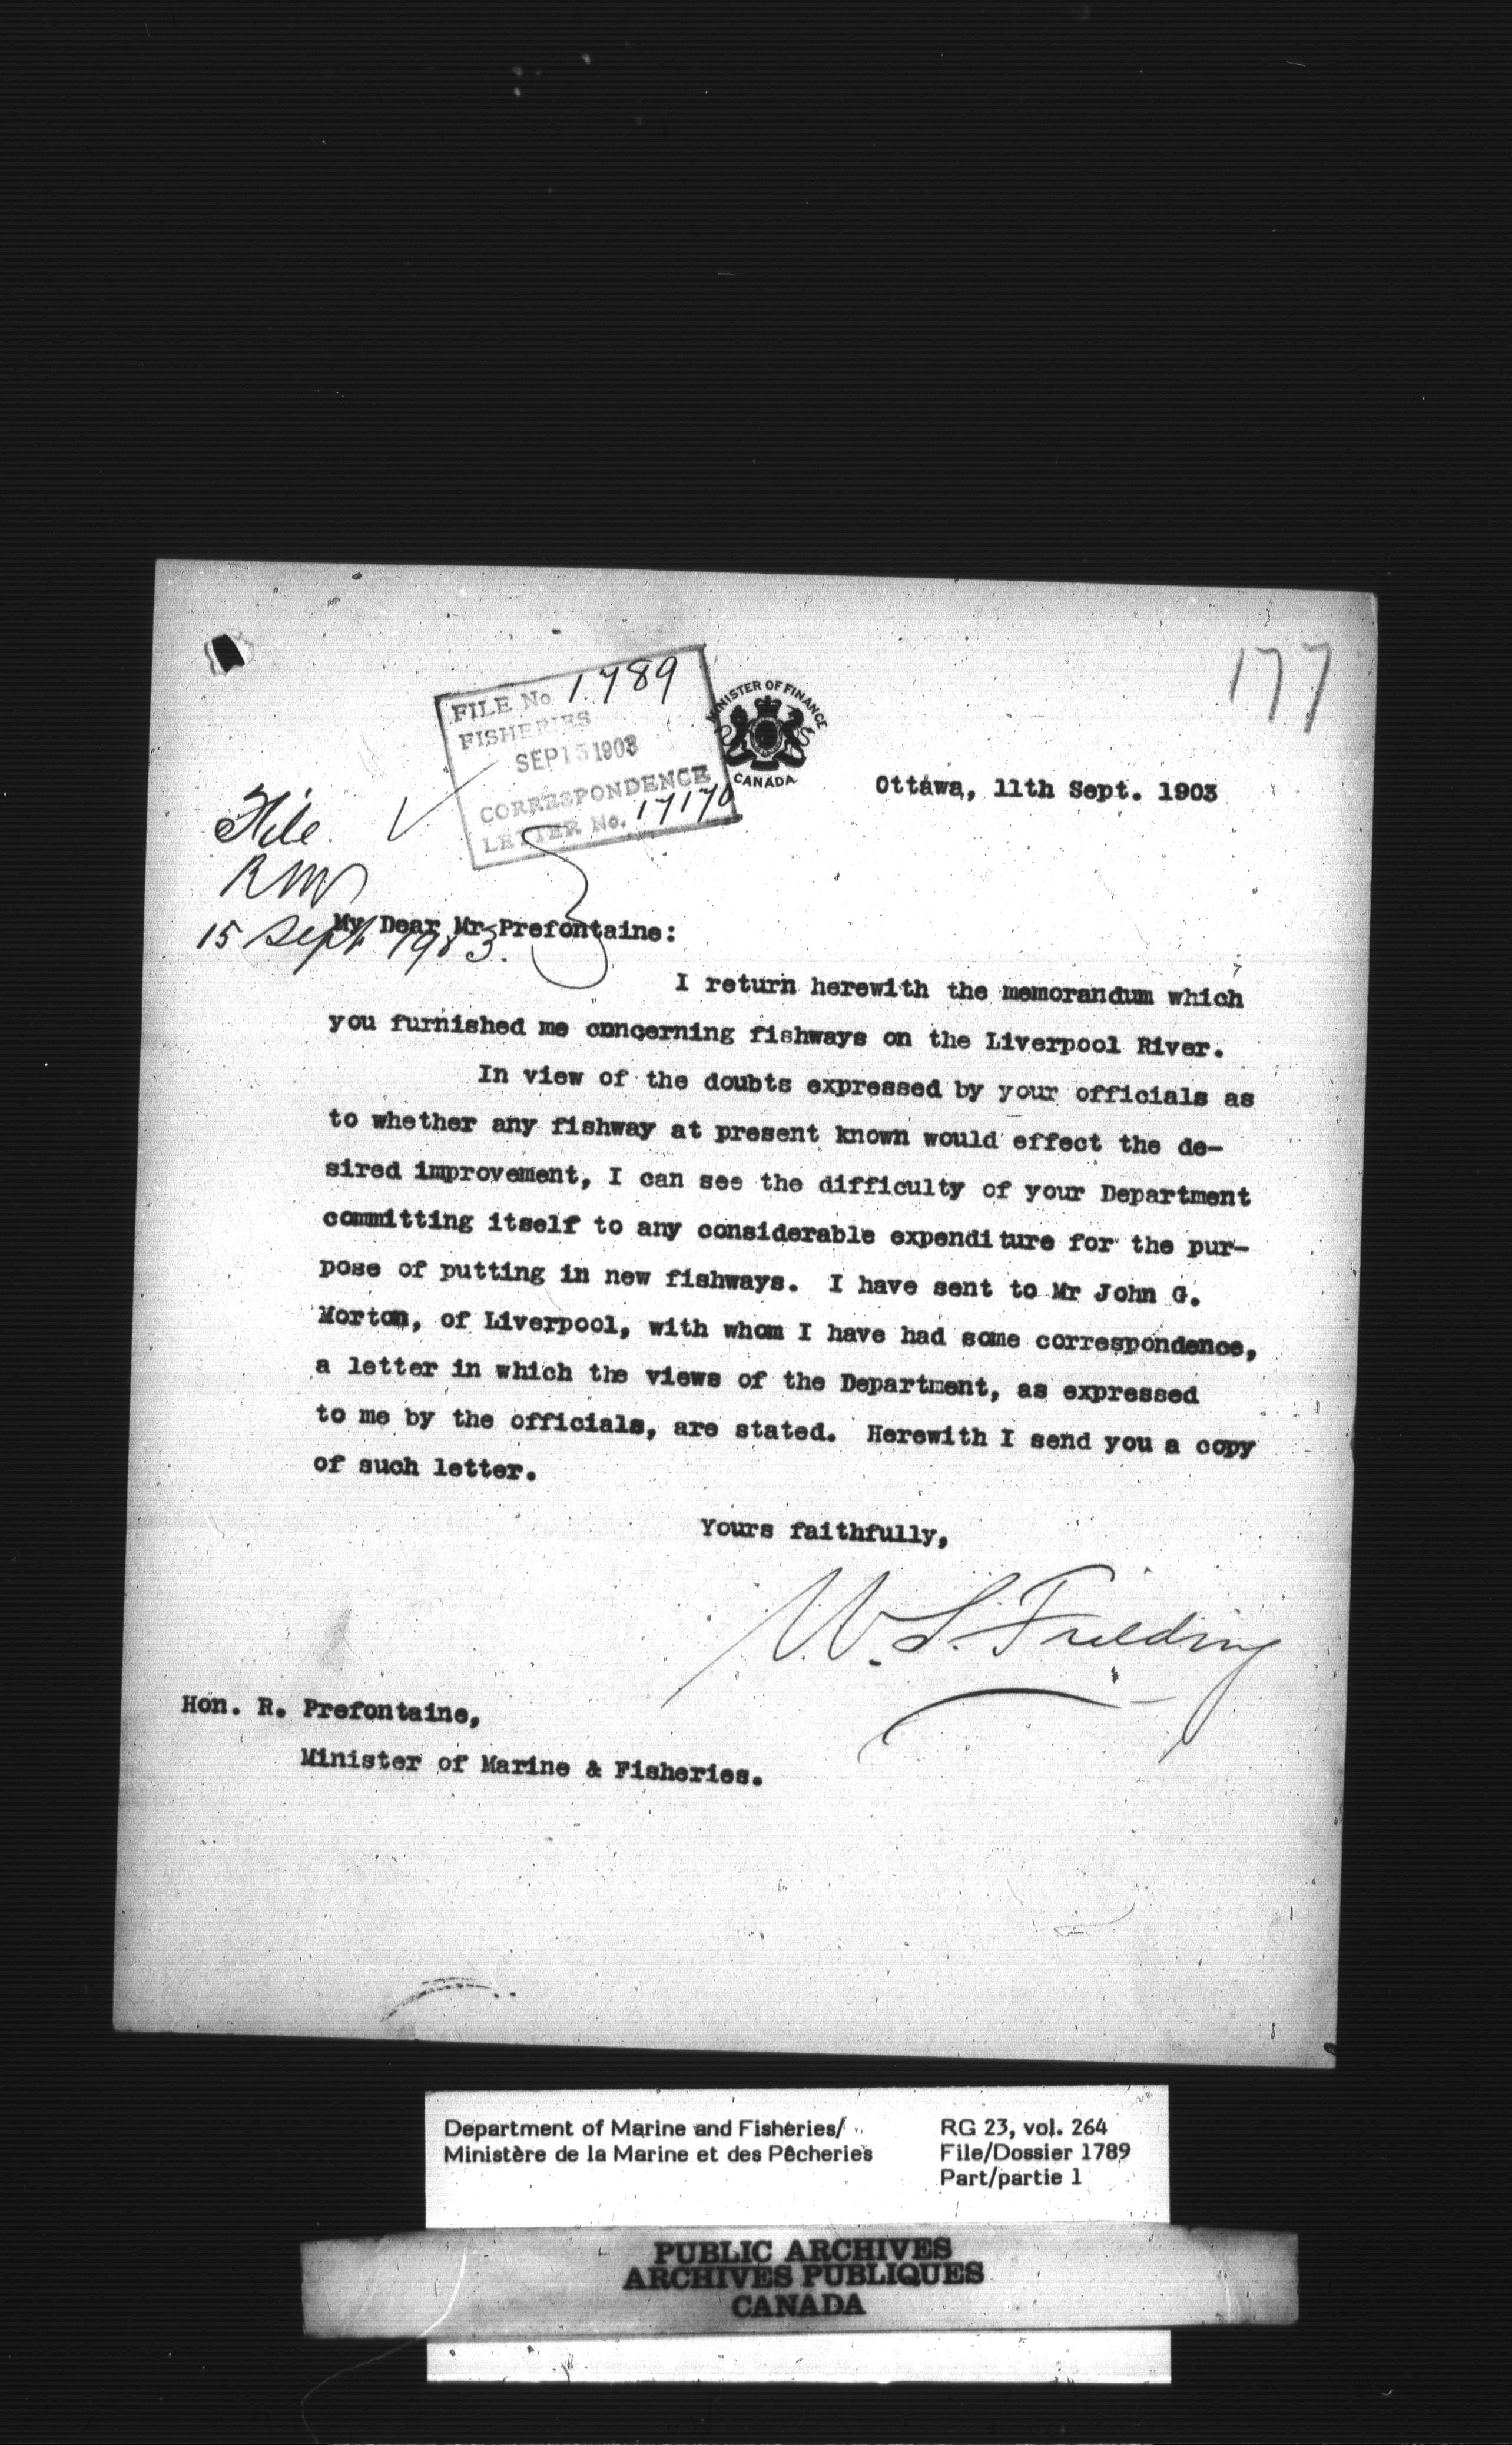 177
FILE No 1789
FISHERIES
SEP 15 1903
CORRESPONDENCE
LETTER No. 17170
MINISTER OF FINANCE
CANADA
Ottawa, 11th Sept. 1903
File.
15 Sept. 1903.
My Dear Mr Prefontaine:
I return herewith the memorandum which
you furnished me concerning fishways on the Liverpool River.
In view of the doubts expressed by your officials as
to whether any fishway at present known would effect the de-
sired improvement, I can see the difficulty of your Department
committing itself to any considerable expenditure for the pur-
pose of putting in new fishways. I have sent to Mr John G.
Morton, of Liverpool, with whom I have had some correspondence,
a letter in which the views of the Department, as expressed
to me by the officials, are stated. Herewith I send you a copy
of such letter.
Yours faithfully,
W. S. Fielding
Hon. R. Prefontaine,
Minister of Marine & Fisheries.
Department of Marine and Fisheries/
Ministère de la Marine et des Pêcheries
RG 23, vol. 264
File/Dossier 1789
Part/partie 1
PUBLIC ARCHIVES
ARCHIVES PUBLIQUES
CANADA